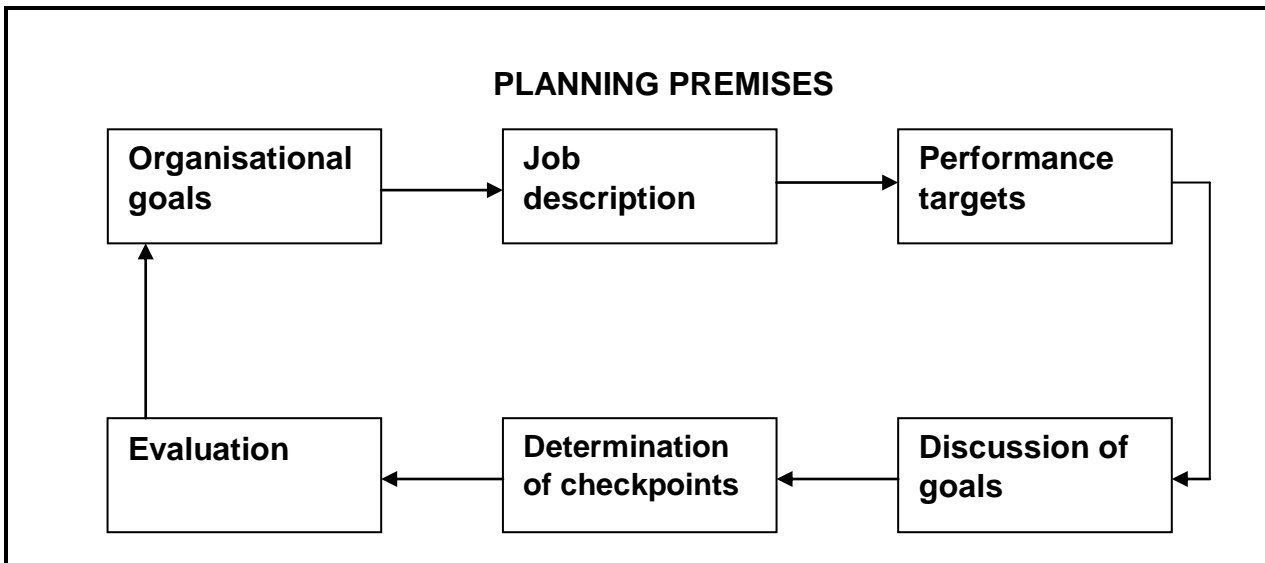 PLANNING PREMISES
Organisational
goals
Job
description
Performance
targets
Evaluation
Determination
of checkpoints
Discussion of
goals